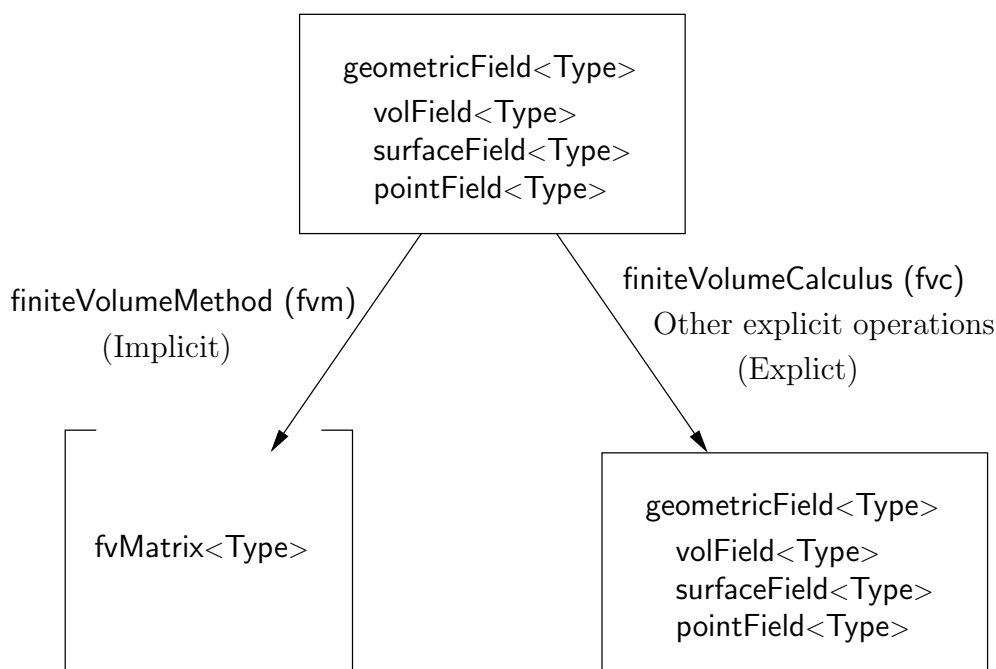 geometricField<Type>
volField<Type>
surfaceField<Type>
pointField<Type>
finiteVolumeMethod (fvm)
(Implicit)
finiteVolumeCalculus (fvc)
Other explicit operations
(Explict)
fvMatrix<Type>
geometricField<Type>
volField<Type>
surfaceField<Type>
pointField<Type>